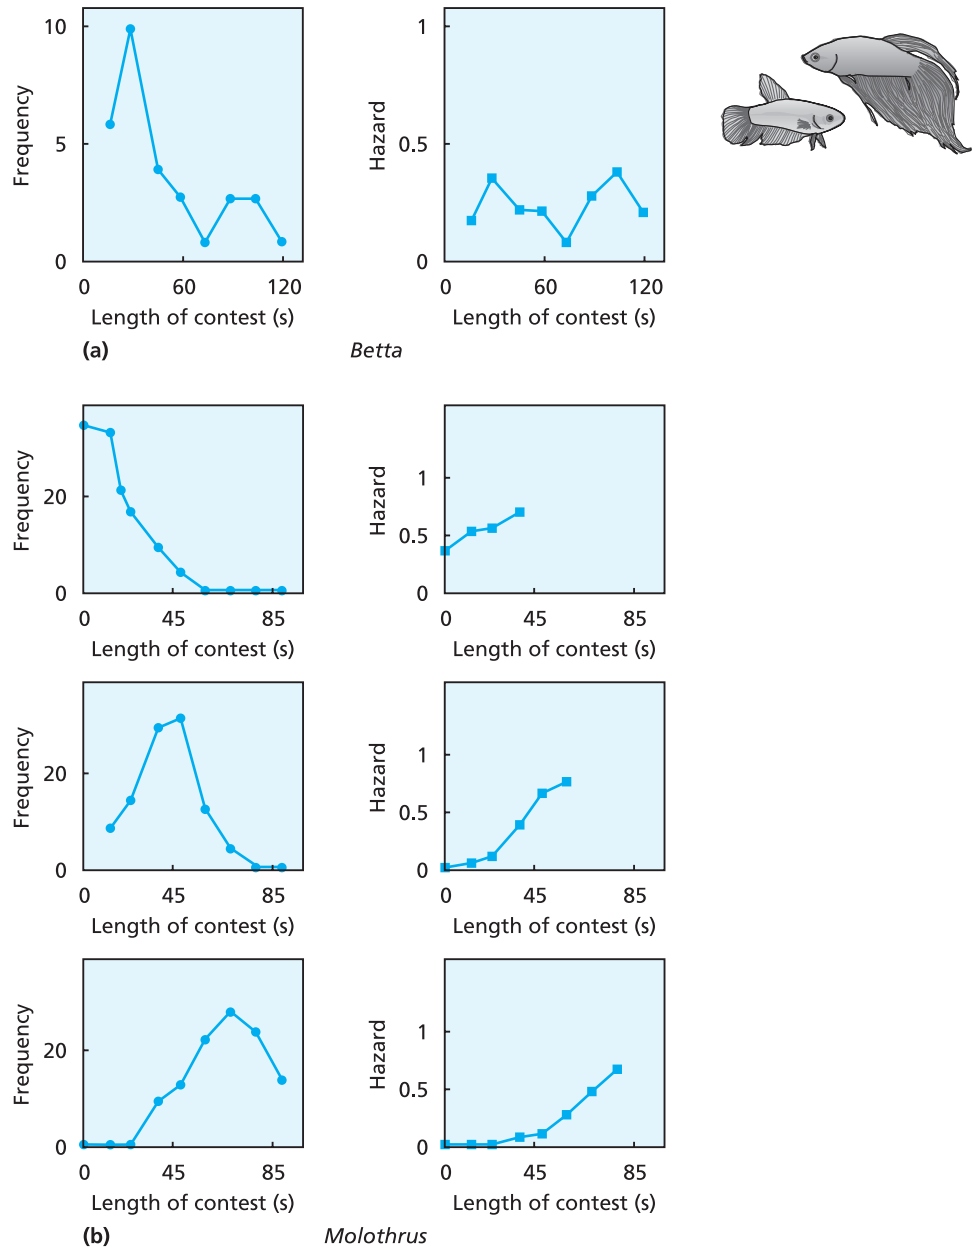 10
5
0
Frequency
0 60 120
Length of contest (s)
1
0.5
0
Hazard
0 60 120
Length of contest (s)
(a) Betta
20
0
Frequency
0 45 85
Length of contest (s)
1
0.5
0
Hazard
0 45 85
Length of contest (s)
20
0
Frequency
0 45 85
Length of contest (s)
1
0.5
0
Hazard
0 45 85
Length of contest (s)
20
0
Frequency
0 45 85
Length of contest (s)
1
0.5
0
Hazard
0 45 85
Length of contest (s)
(b) Molothrus